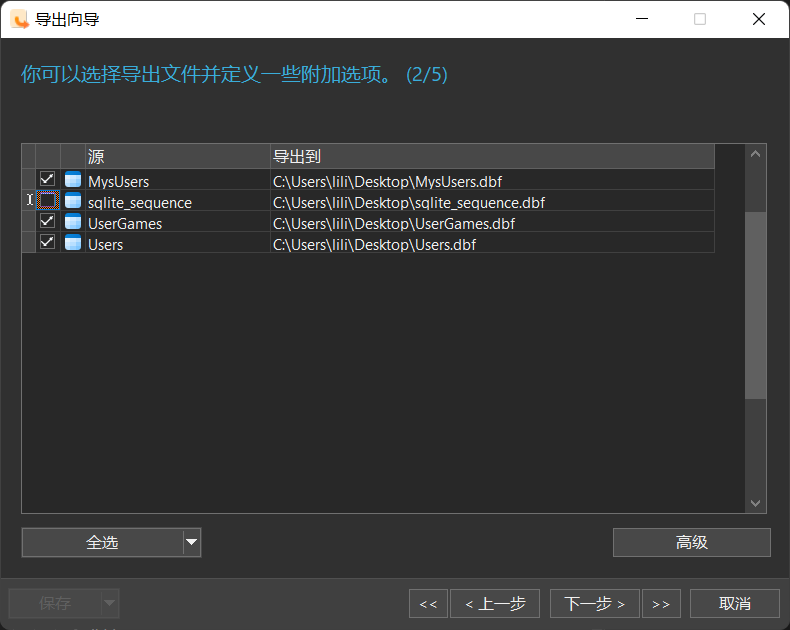 导出向导
你可以选择导出文件并定义一些附加选项。 (2/5)
源 导出到
MysUsers C:\Users\lili\Desktop\MysUsers.dbf
sqlite_sequence C:\Users\lili\Desktop\sqlite_sequence.dbf
UserGames C:\Users\lili\Desktop\UserGames.dbf
Users C:\Users\lili\Desktop\Users.dbf
全选 高级
保存 << < 上一步 下一步 > >> 取消